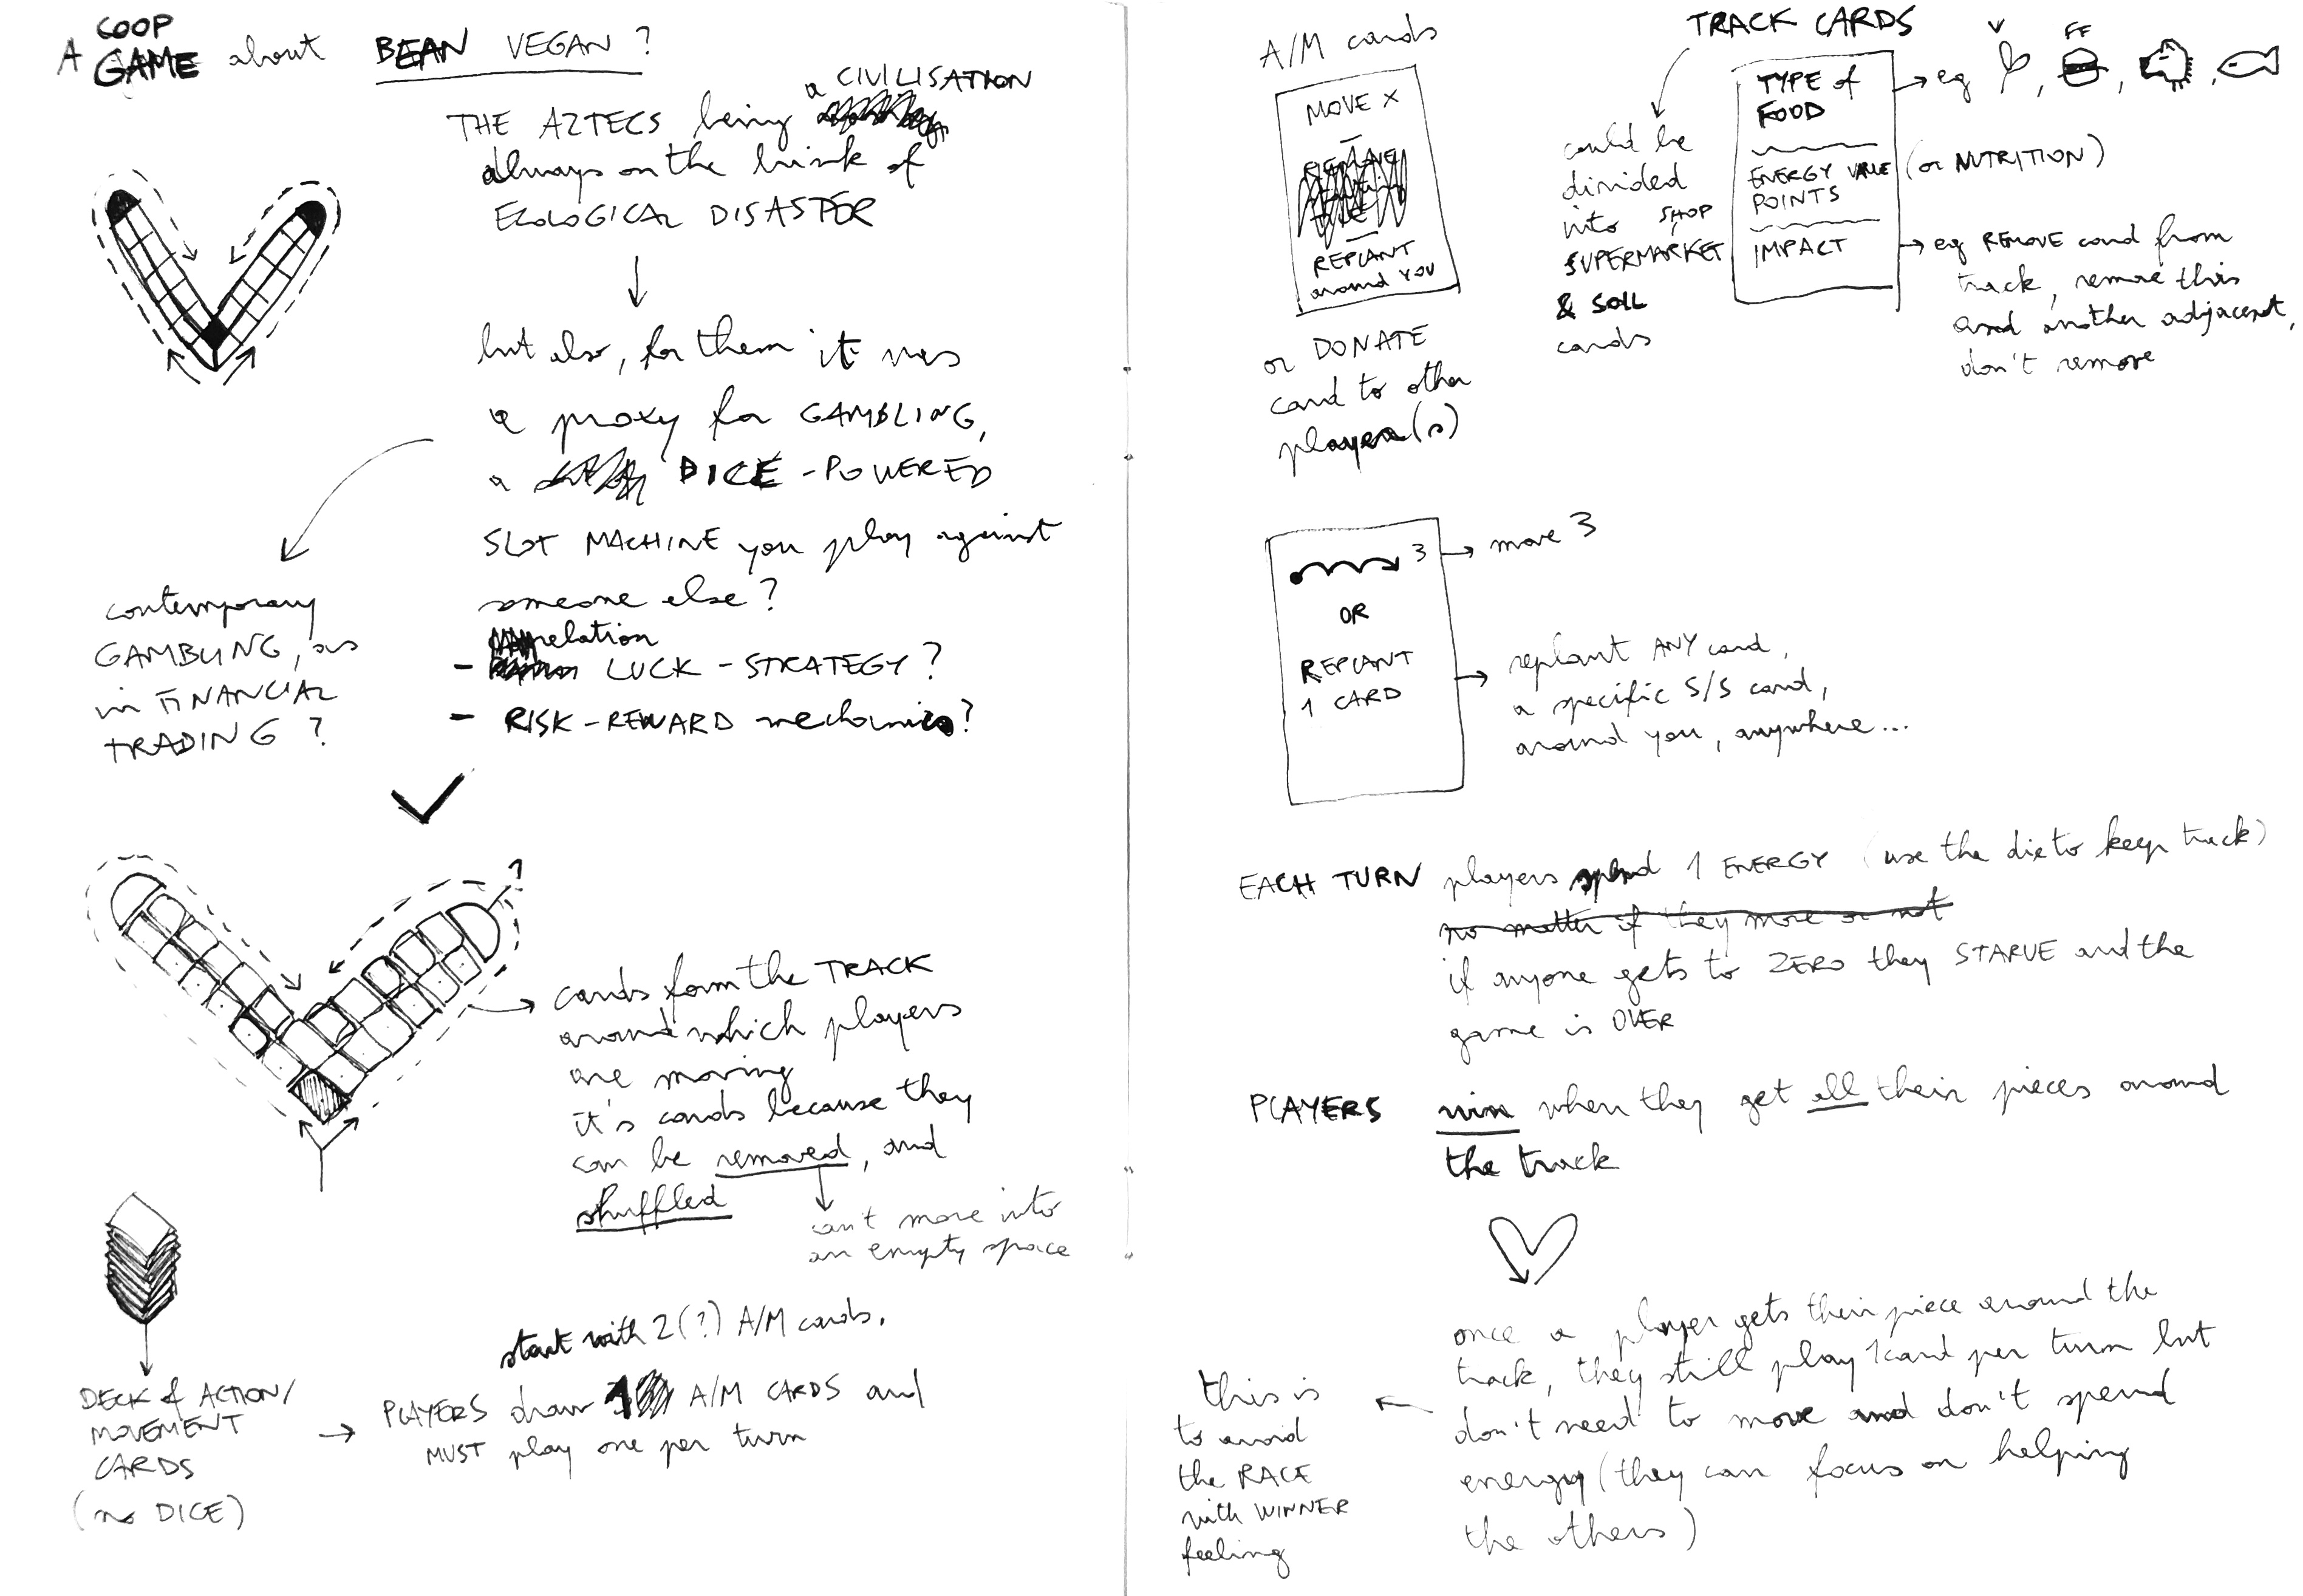 A COOP GAME about BEAN VEGAN?
THE AZTECS being a CIVILISATION
always on the brink of
ECOLOGICAL DISASTER
but also, for them it was
a proxy for GAMBLING,
a DICE-POWERED
SLOT MACHINE you play against
someone else?
- relation LUCK-STRATEGY?
- RISK-REWARD mechanics?
contemporary
GAMBLING, as
in FINANCIAL
TRADING?
cards form the TRACK
around which players
are moving
it's cards because they
can be removed, and
shuffled
can't move into
an empty space
DECK of ACTION/
MOVEMENT
CARDS
(no DICE)
start with 2(?) A/M cards.
PLAYERS draw 1 A/M CARDS and
MUST play one per turn
A/M cards
MOVE X
REPLANT
around YOU
or DONATE
card to other
player(s)
TRACK CARDS
could be
divided
into SHOP
SUPERMARKET
& SOIL
cards
TYPE of
FOOD
ENERGY VALUE
POINTS
IMPACT
V
FF
eg , , ,
(or NUTRITION)
eg REMOVE card from
track, remove this
and another adjacent,
don't remove
3
OR
REPLANT
1 CARD
move 3
replant ANY card,
a specific S/S card,
around you, anywhere...
EACH TURN players spend 1 ENERGY (use the die to keep track)
no matter if they move or not
if anyone gets to ZERO they STARVE and the
game is OVER
PLAYERS win when they get all their pieces around
the track
once a player gets their piece around the
track, they still play 1 card per turn but
don't need to move and don't spend
energy (they can focus on helping
the others)
this is
to avoid
the RACE
with WINNER
feeling